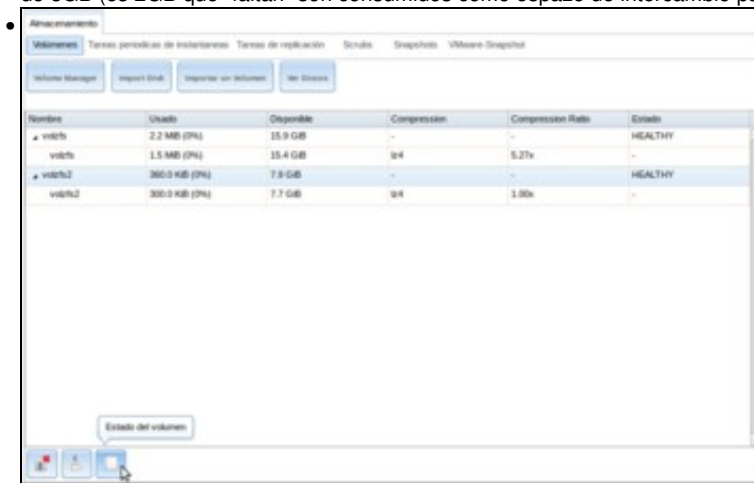 Almacenamiento
Volúmenes Tareas periodicas de instantaneas Tareas de replicación Scrubs Snapshots VMware-Snapshot
Volume Manager Import Disk Importar un Volumen Ver Discos
Nombre Usado Disponible Compression Compression Ratio Estado
volzfs 2.2 MiB (0%) 15.9 GiB - - HEALTHY
volzfs 1.5 MiB (0%) 15.4 GiB lz4 5.27x -
volzfs2 360.0 KiB (0%) 7.9 GiB - - HEALTHY
volzfs2 300.0 KiB (0%) 7.7 GiB lz4 1.00x -
Estado del volumen